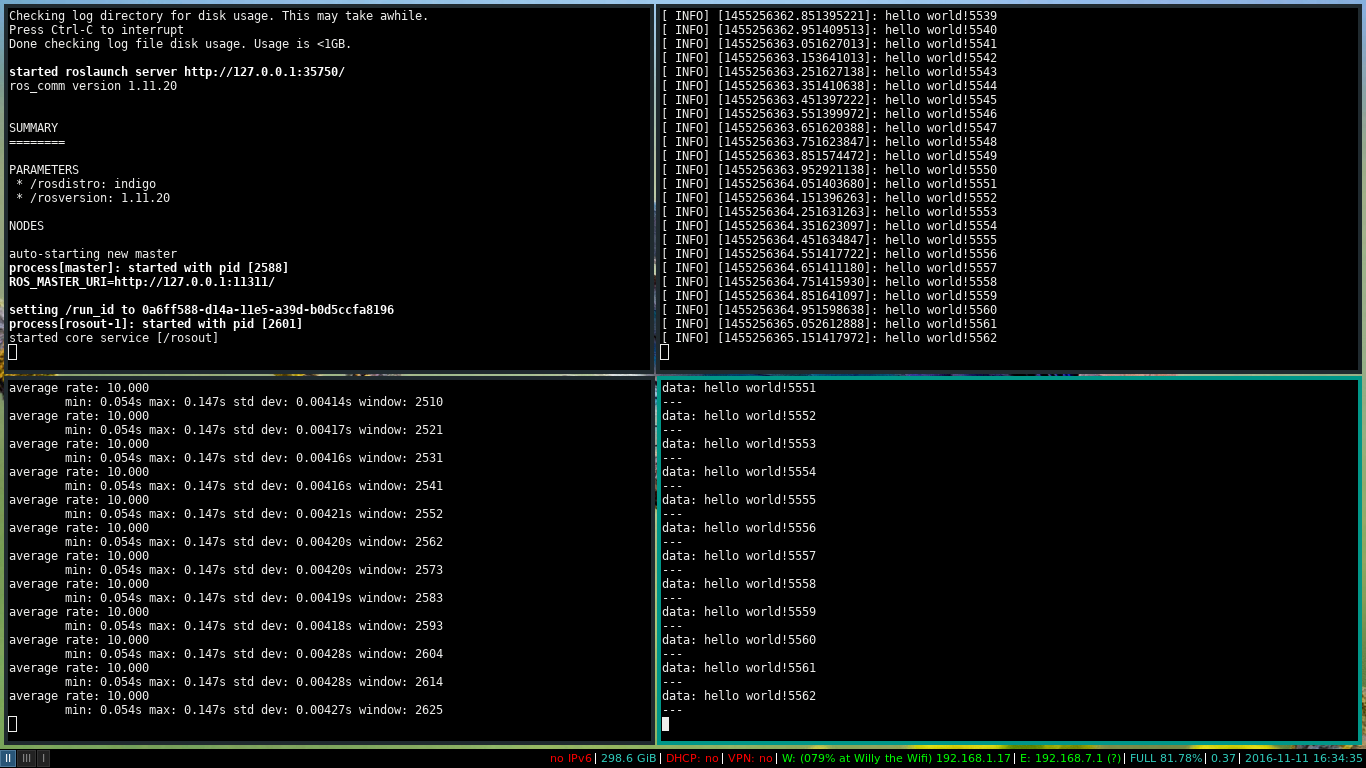 Checking log directory for disk usage. This may take awhile.
Press Ctrl-C to interrupt
Done checking log file disk usage. Usage is <1GB.
started roslaunch server http://127.0.0.1:35750/
ros_comm version 1.11.20
SUMMARY
========
PARAMETERS
 * /rosdistro: indigo
 * /rosversion: 1.11.20
NODES
auto-starting new master
process[master]: started with pid [2588]
ROS_MASTER_URI=http://127.0.0.1:11311/
setting /run_id to 0a6ff588-d14a-11e5-a39d-b0d5ccfa8196
process[rosout-1]: started with pid [2601]
started core service [/rosout]
[ INFO] [1455256362.851395221]: hello world!5539
[ INFO] [1455256362.951409513]: hello world!5540
[ INFO] [1455256363.051627013]: hello world!5541
[ INFO] [1455256363.153641013]: hello world!5542
[ INFO] [1455256363.251627138]: hello world!5543
[ INFO] [1455256363.351410638]: hello world!5544
[ INFO] [1455256363.451397222]: hello world!5545
[ INFO] [1455256363.551399972]: hello world!5546
[ INFO] [1455256363.651620388]: hello world!5547
[ INFO] [1455256363.751623847]: hello world!5548
[ INFO] [1455256363.851574472]: hello world!5549
[ INFO] [1455256363.952921138]: hello world!5550
[ INFO] [1455256364.051403680]: hello world!5551
[ INFO] [1455256364.151396263]: hello world!5552
[ INFO] [1455256364.251631263]: hello world!5553
[ INFO] [1455256364.351623097]: hello world!5554
[ INFO] [1455256364.451634847]: hello world!5555
[ INFO] [1455256364.551417722]: hello world!5556
[ INFO] [1455256364.651411180]: hello world!5557
[ INFO] [1455256364.751415930]: hello world!5558
[ INFO] [1455256364.851641097]: hello world!5559
[ INFO] [1455256364.951598638]: hello world!5560
[ INFO] [1455256365.052612888]: hello world!5561
[ INFO] [1455256365.151417972]: hello world!5562
average rate: 10.000
        min: 0.054s max: 0.147s std dev: 0.00414s window: 2510
average rate: 10.000
        min: 0.054s max: 0.147s std dev: 0.00417s window: 2521
average rate: 10.000
        min: 0.054s max: 0.147s std dev: 0.00416s window: 2531
average rate: 10.000
        min: 0.054s max: 0.147s std dev: 0.00416s window: 2541
average rate: 10.000
        min: 0.054s max: 0.147s std dev: 0.00421s window: 2552
average rate: 10.000
        min: 0.054s max: 0.147s std dev: 0.00420s window: 2562
average rate: 10.000
        min: 0.054s max: 0.147s std dev: 0.00420s window: 2573
average rate: 10.000
        min: 0.054s max: 0.147s std dev: 0.00419s window: 2583
average rate: 10.000
        min: 0.054s max: 0.147s std dev: 0.00418s window: 2593
average rate: 10.000
        min: 0.054s max: 0.147s std dev: 0.00428s window: 2604
average rate: 10.000
        min: 0.054s max: 0.147s std dev: 0.00428s window: 2614
average rate: 10.000
        min: 0.054s max: 0.147s std dev: 0.00427s window: 2625
data: hello world!5551
---
data: hello world!5552
---
data: hello world!5553
---
data: hello world!5554
---
data: hello world!5555
---
data: hello world!5556
---
data: hello world!5557
---
data: hello world!5558
---
data: hello world!5559
---
data: hello world!5560
---
data: hello world!5561
---
data: hello world!5562
---
II III I no IPv6| 298.6 GiB| DHCP: no| VPN: no| W: (079% at Willy the Wifi) 192.168.1.17| E: 192.168.7.1 (?)| FULL 81.78%| 0.37| 2016-11-11 16:34:35